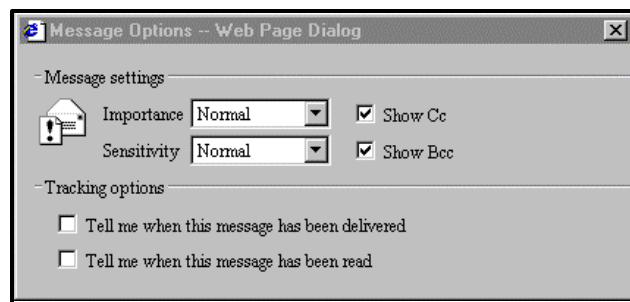 Message Options -- Web Page Dialog
Message settings
Importance Normal Show Cc
Sensitivity Normal Show Bcc
Tracking options
Tell me when this message has been delivered
Tell me when this message has been read